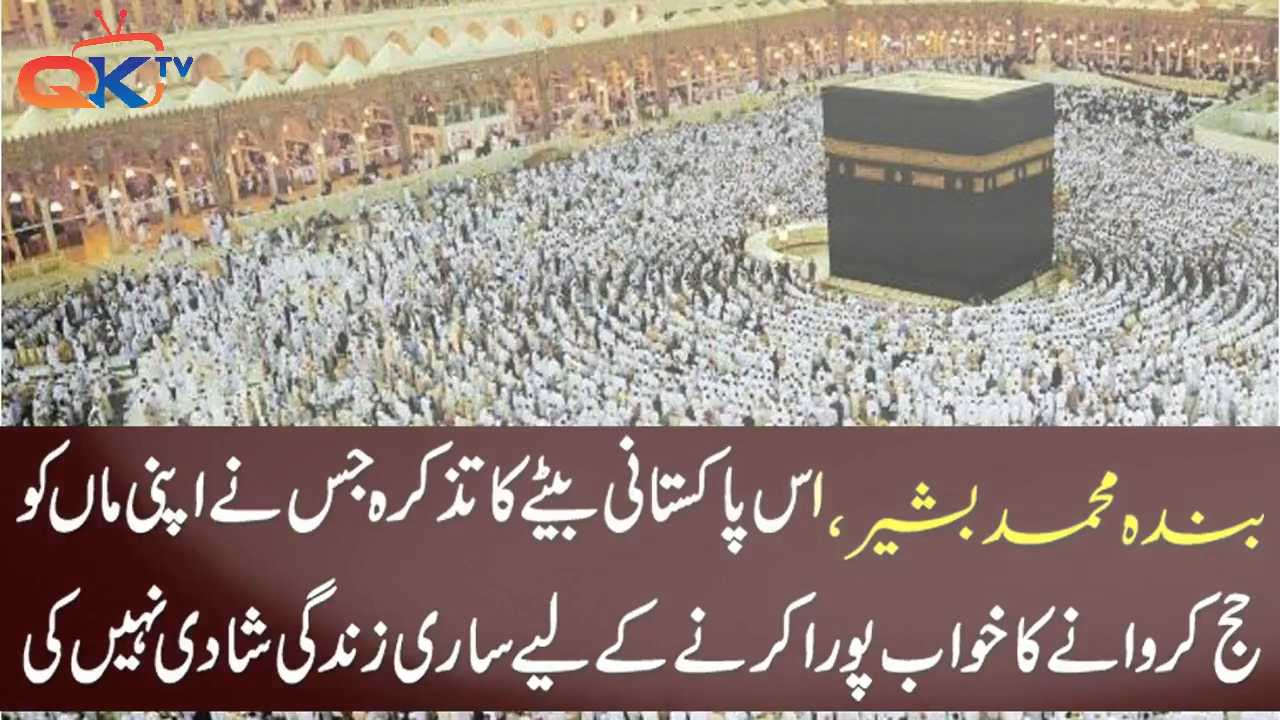 QK TV
بندہ محمد بشیر، اس پاکستانی بیٹے کا تذکرہ جس نے اپنی ماں کو
حج کروانے کا خواب پورا کرنے کے لیے ساری زندگی شادی نہیں کی